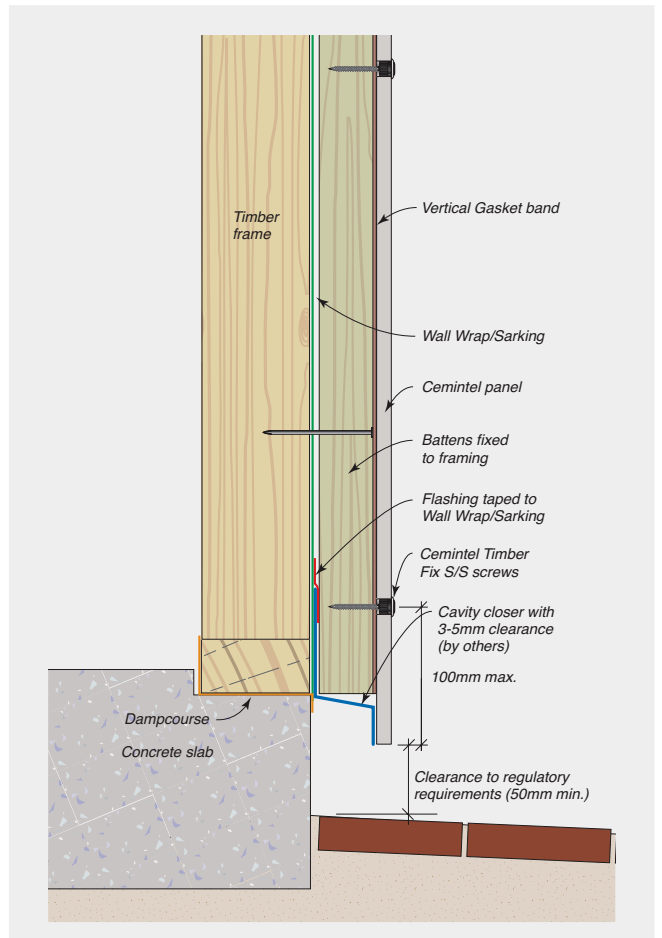 Timber
frame
Vertical Gasket band
Wall Wrap/Sarking
Cemintel panel
Battens fixed
to framing
Flashing taped to
Wall Wrap/Sarking
Cemintel Timber
Fix S/S screws
Cavity closer with
3-5mm clearance
(by others)
100mm max.
Dampcourse
Concrete slab
Clearance to regulatory
requirements (50mm min.)